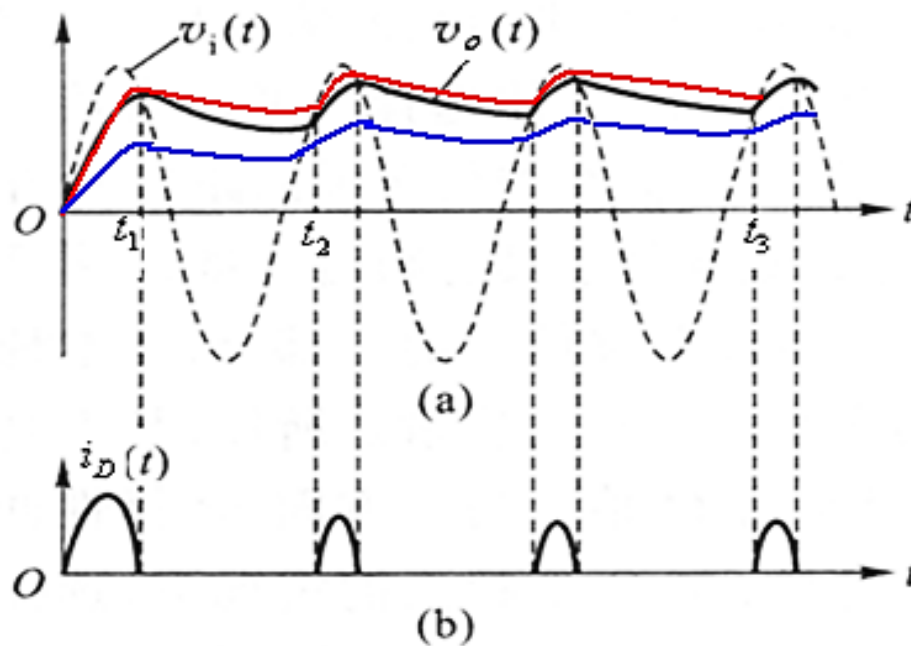 v_i(t) v_o(t)
O t_1 t_2 t_3 t
(a)
i_D(t)
O t
(b)